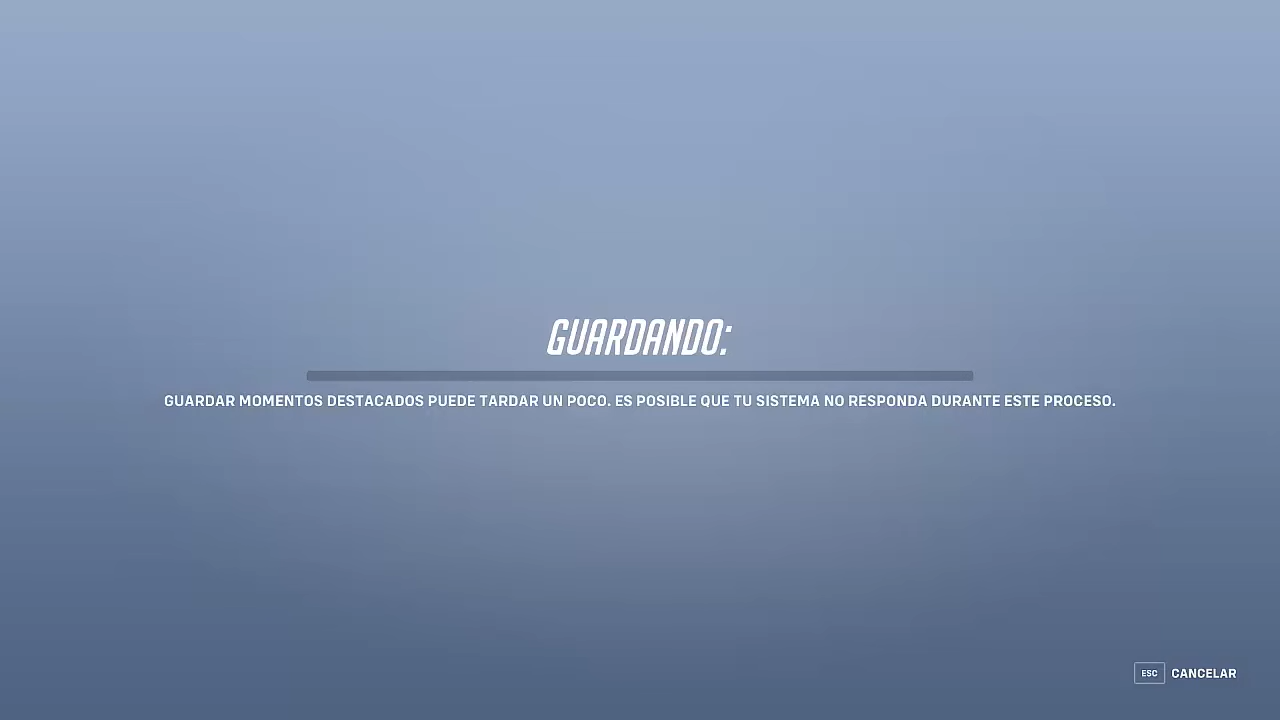 GUARDANDO:
GUARDAR MOMENTOS DESTACADOS PUEDE TARDAR UN POCO. ES POSIBLE QUE TU SISTEMA NO RESPONDA DURANTE ESTE PROCESO.
ESC CANCELAR